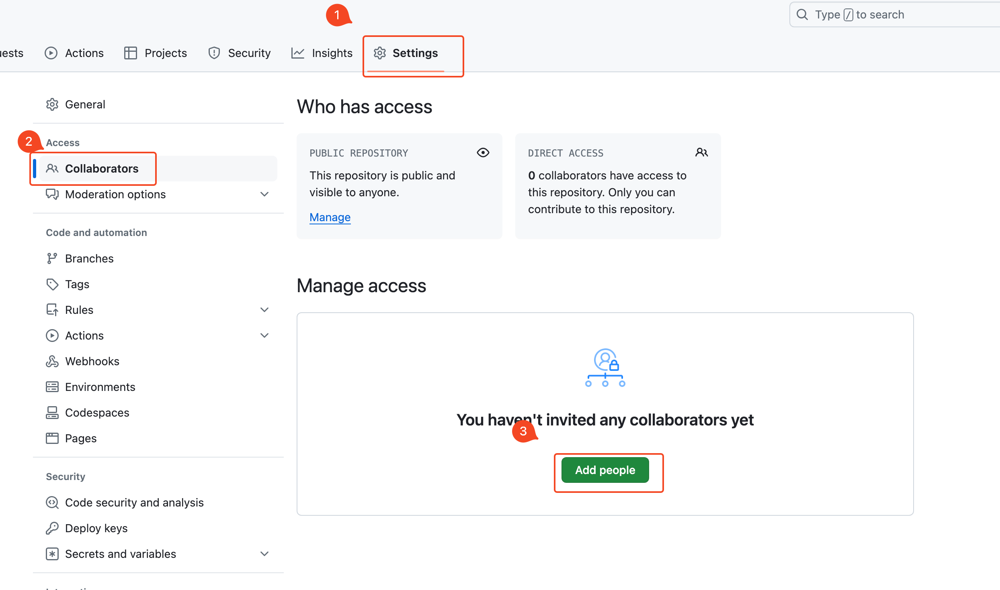 1
Type / to search
uests
Actions
Projects
Security
Insights
Settings
General
2
Access
Collaborators
Moderation options
Code and automation
Branches
Tags
Rules
Actions
Webhooks
Environments
Codespaces
Pages
Security
Code security and analysis
Deploy keys
Secrets and variables
Who has access
PUBLIC REPOSITORY
This repository is public and
visible to anyone.
Manage
DIRECT ACCESS
0 collaborators have access to
this repository. Only you can
contribute to this repository.
Manage access
You haven't invited any collaborators yet
3
Add people